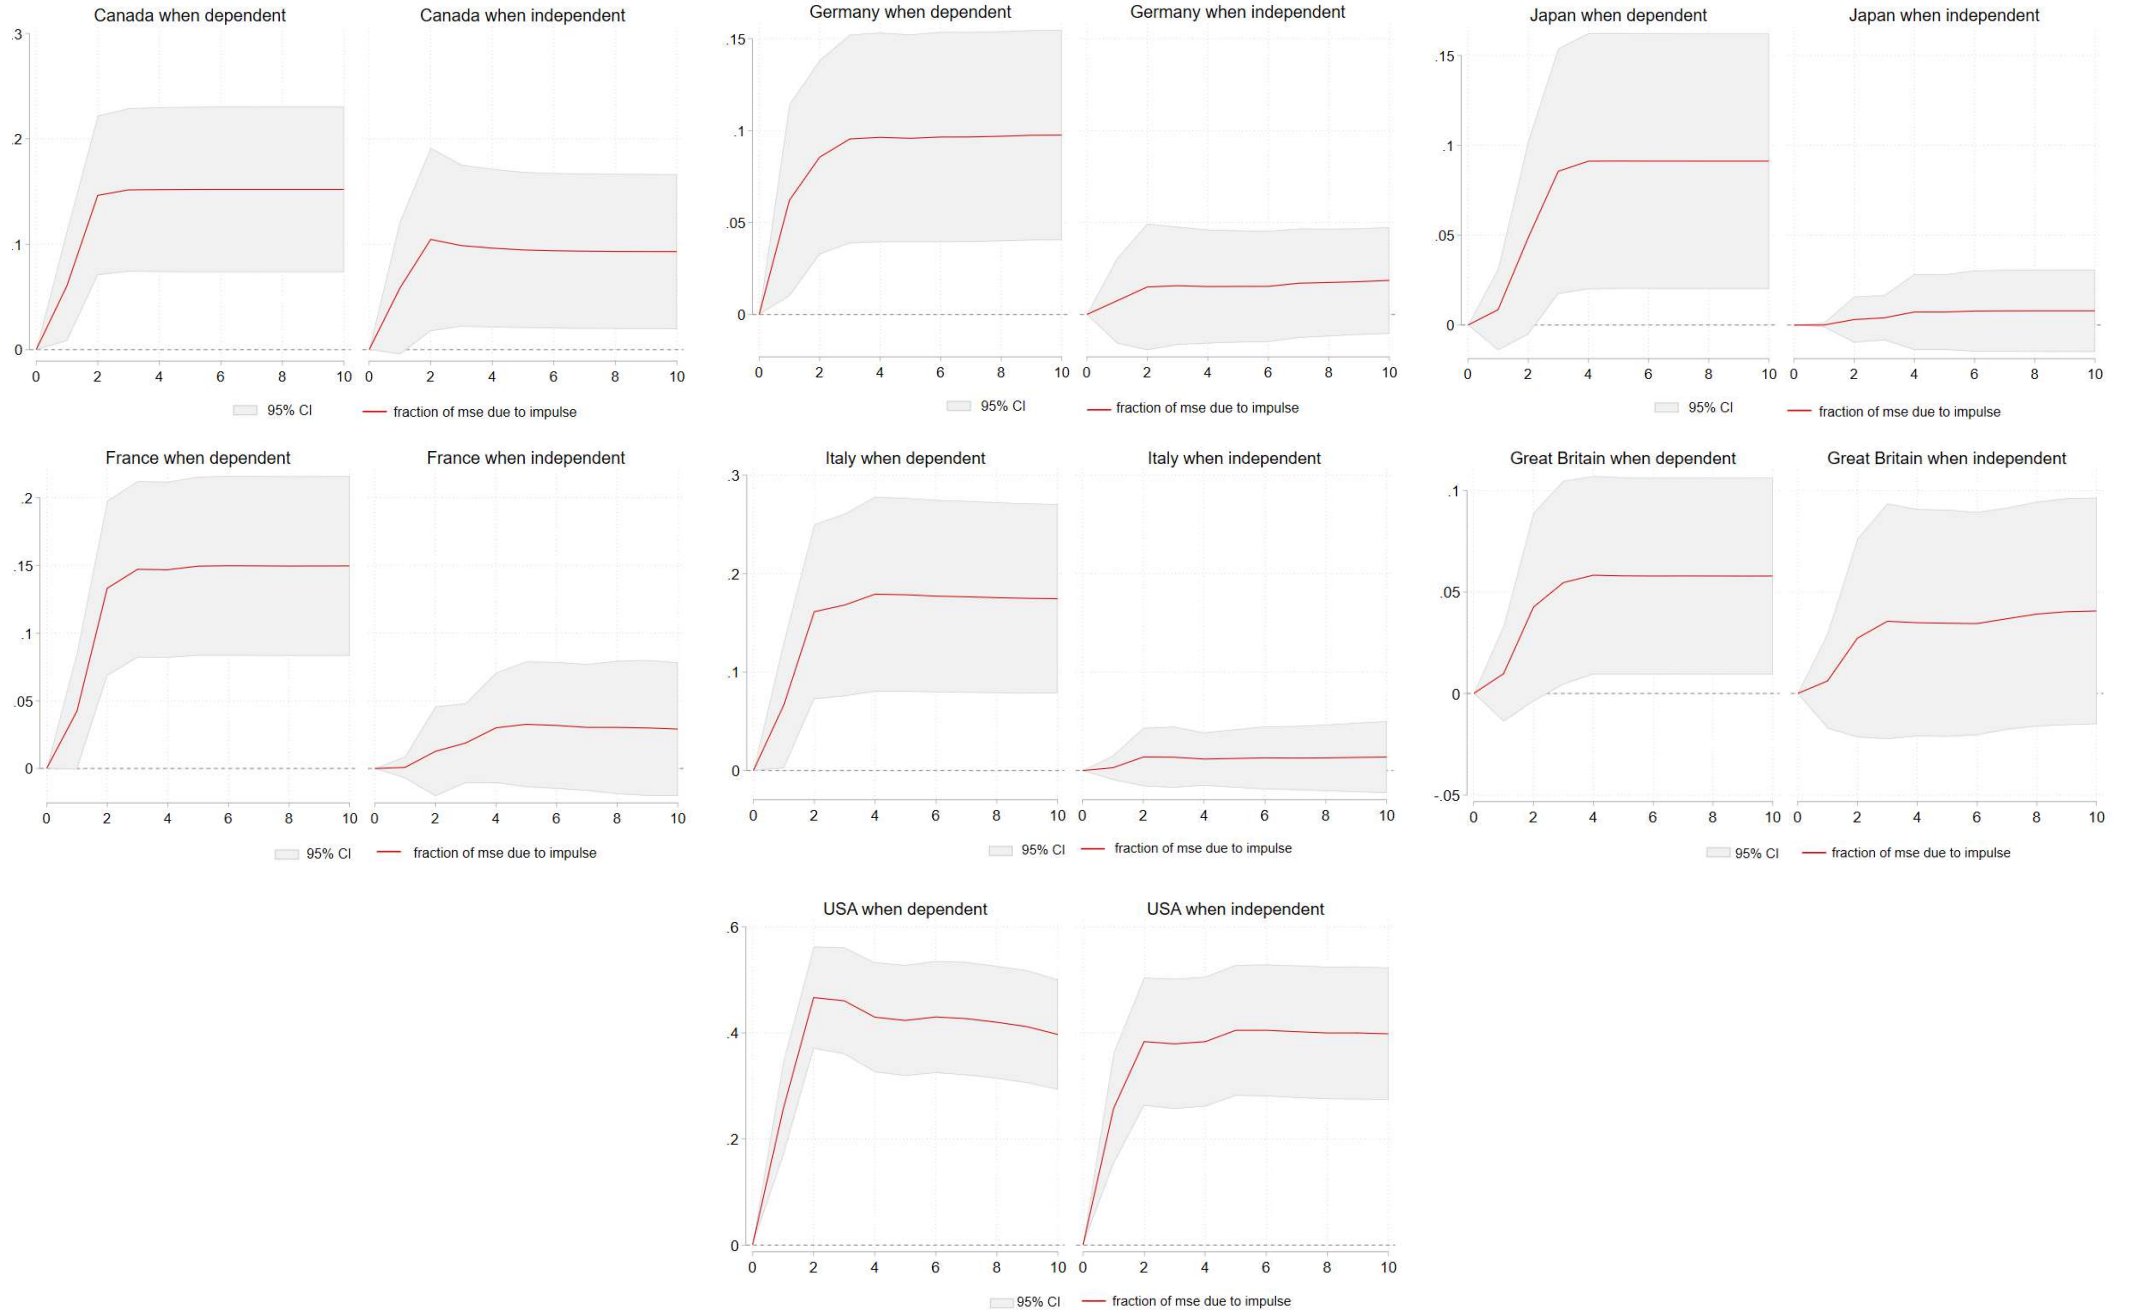 Canada when dependent
Canada when independent
.3
.2
.1
0
0 2 4 6 8 10
0 2 4 6 8 10
95% CI
fraction of mse due to impulse
Germany when dependent
Germany when independent
.15
.1
.05
0
0 2 4 6 8 10
0 2 4 6 8 10
95% CI
fraction of mse due to impulse
Japan when dependent
Japan when independent
.15
.1
.05
0
0 2 4 6 8 10
0 2 4 6 8 10
95% CI
fraction of mse due to impulse
France when dependent
France when independent
.2
.15
.1
.05
0
0 2 4 6 8 10
0 2 4 6 8 10
95% CI
fraction of mse due to impulse
Italy when dependent
Italy when independent
.3
.2
.1
0
0 2 4 6 8 10
0 2 4 6 8 10
95% CI
fraction of mse due to impulse
Great Britain when dependent
Great Britain when independent
.1
.05
0
-.05
0 2 4 6 8 10
0 2 4 6 8 10
95% CI
fraction of mse due to impulse
USA when dependent
USA when independent
.6
.4
.2
0
0 2 4 6 8 10
0 2 4 6 8 10
95% CI
fraction of mse due to impulse